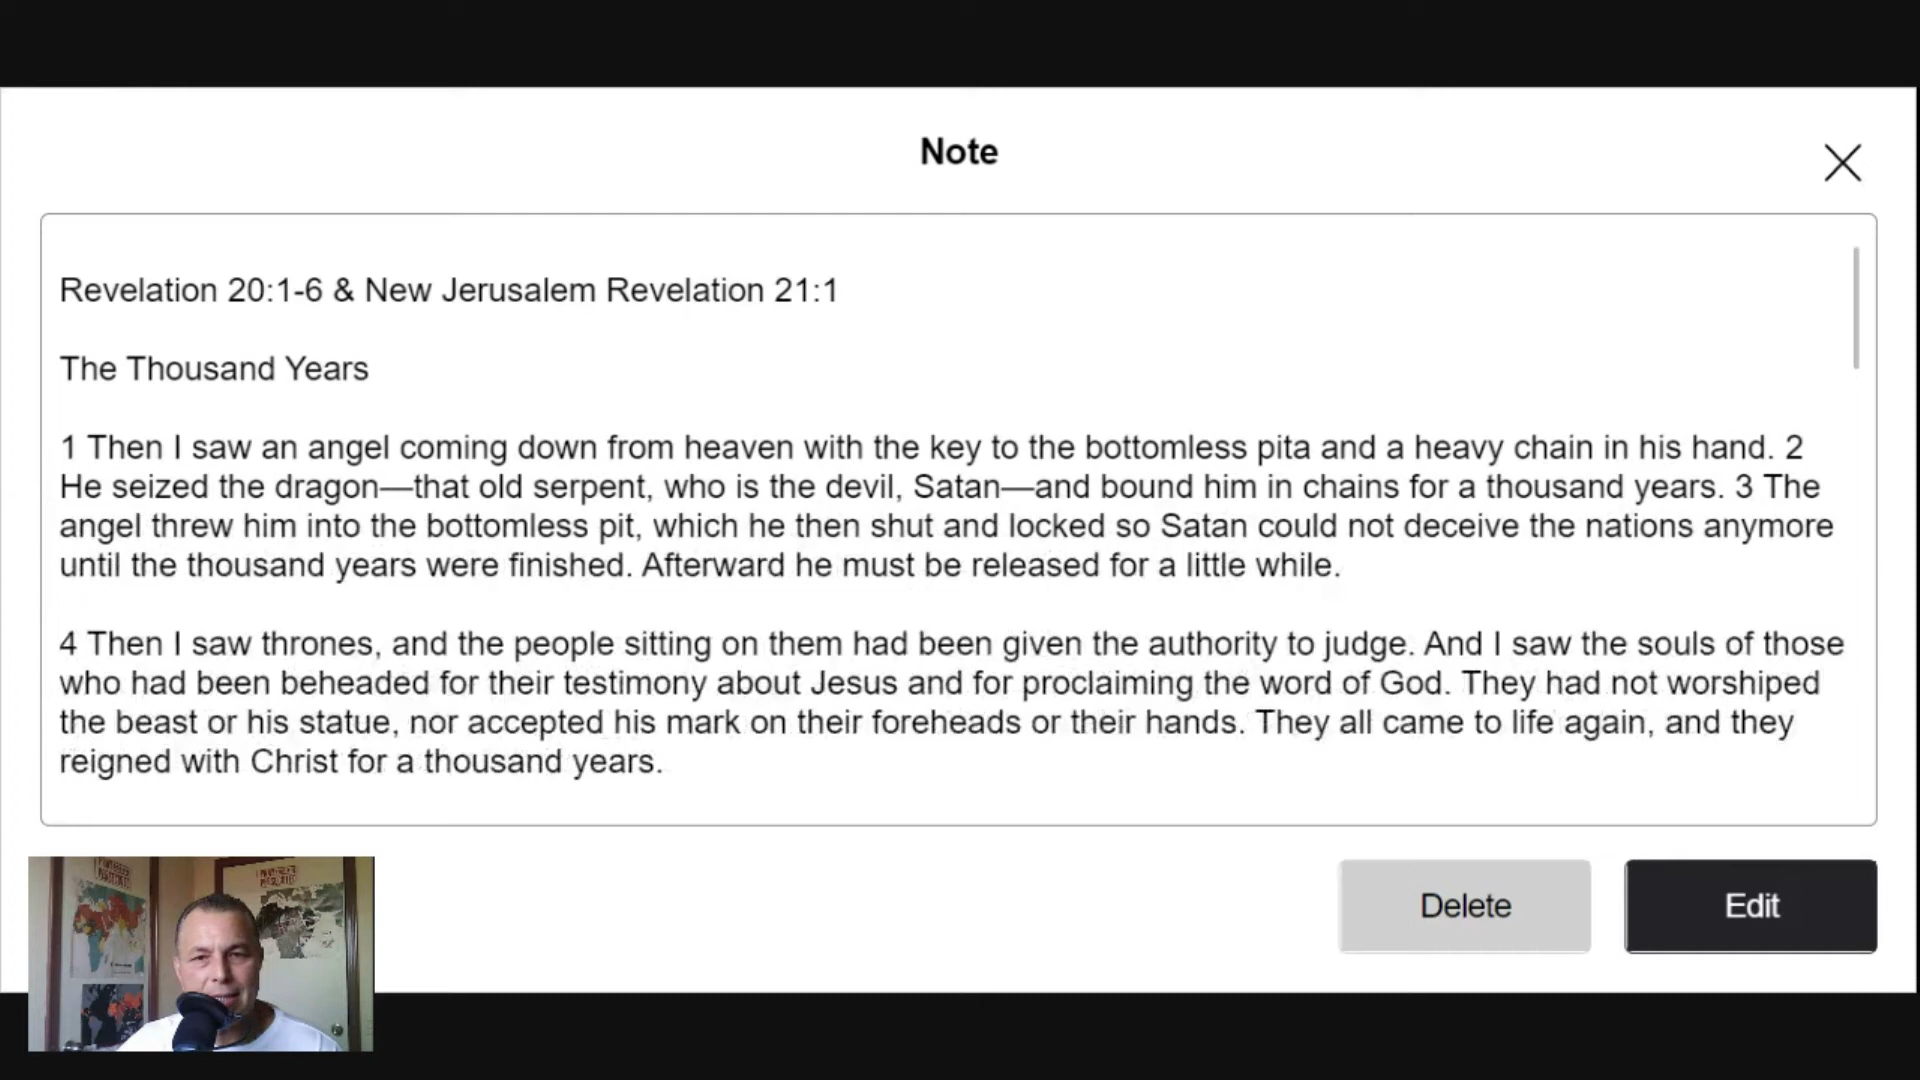 Note
Revelation 20:1-6 & New Jerusalem Revelation 21:1
The Thousand Years
1 Then I saw an angel coming down from heaven with the key to the bottomless pita and a heavy chain in his hand. 2
He seized the dragon—that old serpent, who is the devil, Satan—and bound him in chains for a thousand years. 3 The
angel threw him into the bottomless pit, which he then shut and locked so Satan could not deceive the nations anymore
until the thousand years were finished. Afterward he must be released for a little while.
4 Then I saw thrones, and the people sitting on them had been given the authority to judge. And I saw the souls of those
who had been beheaded for their testimony about Jesus and for proclaiming the word of God. They had not worshiped
the beast or his statue, nor accepted his mark on their foreheads or their hands. They all came to life again, and they
reigned with Christ for a thousand years.
Delete
Edit